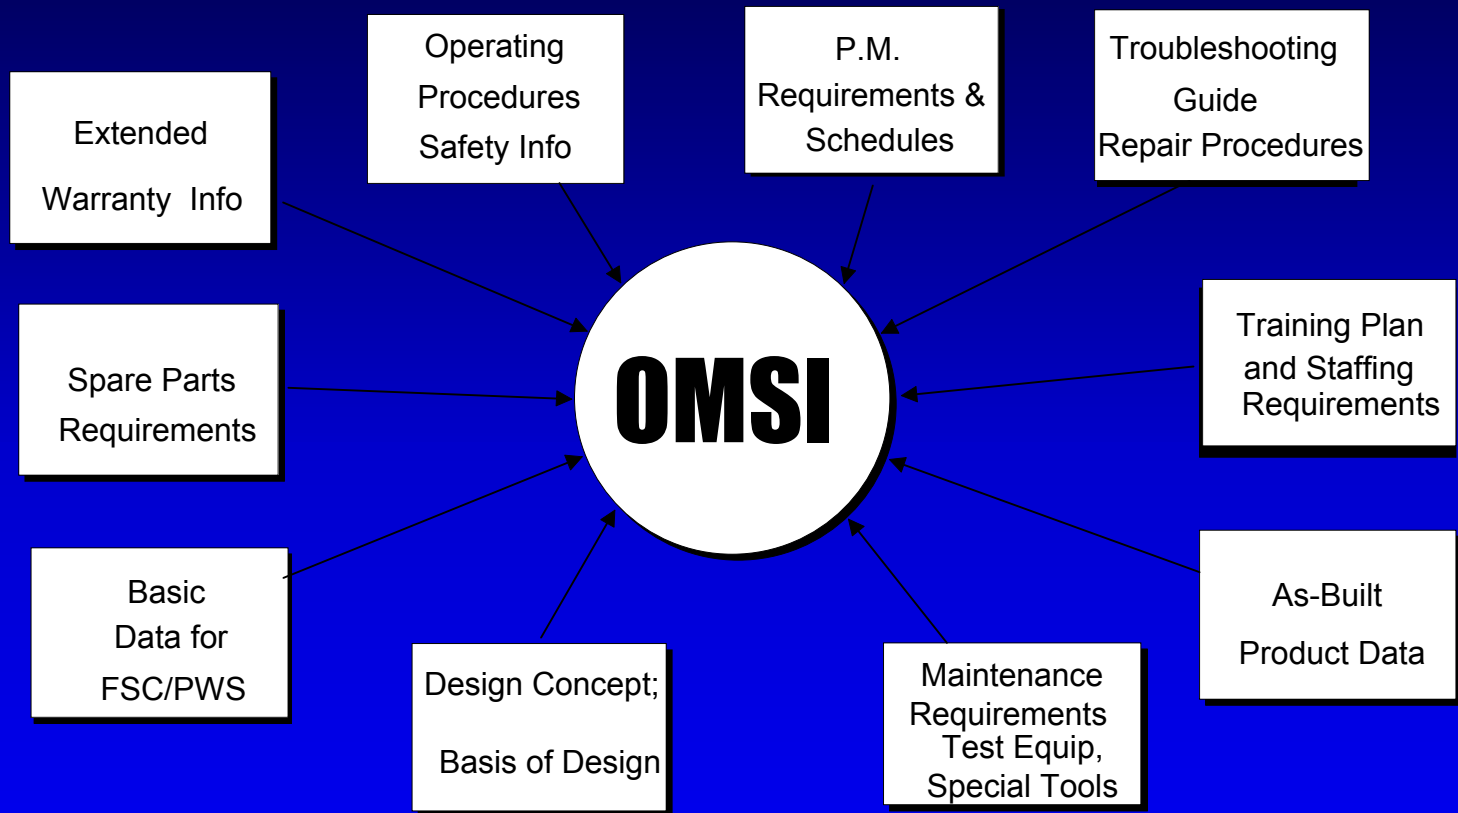 Operating
Procedures
Safety Info
P.M.
Requirements &
Schedules
Troubleshooting
Guide
Repair Procedures
Extended
Warranty Info
Spare Parts
Requirements
OMSI
Training Plan
and Staffing
Requirements
Basic
Data for
FSC/PWS
Design Concept;
Basis of Design
Maintenance
Requirements
Test Equip,
Special Tools
As-Built
Product Data